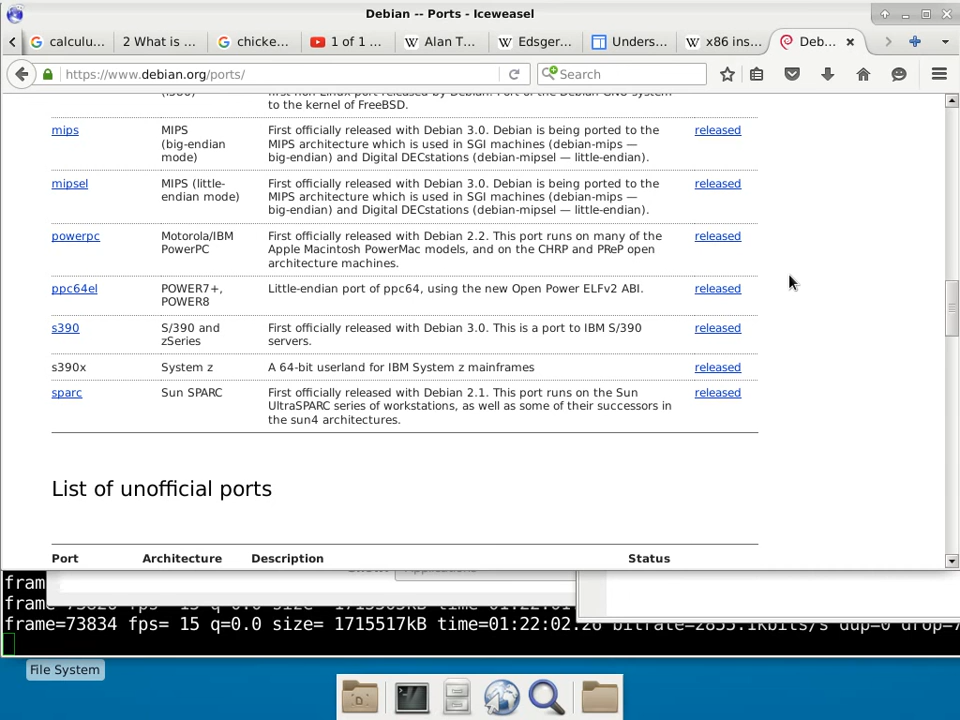 Debian -- Ports - Iceweasel
calculu... 2 What is ... chicke... 1 of 1 ... Alan T... Edsger... Unders... x86 ins... Deb...
https://www.debian.org/ports/ Search
to the kernel of FreeBSD.
mips MIPS First officially released with Debian 3.0. Debian is being ported to the released
(big-endian MIPS architecture which is used in SGI machines (debian-mips —
mode) big-endian) and Digital DECstations (debian-mipsel — little-endian).
mipsel MIPS (little- First officially released with Debian 3.0. Debian is being ported to the released
endian mode) MIPS architecture which is used in SGI machines (debian-mips —
big-endian) and Digital DECstations (debian-mipsel — little-endian).
powerpc Motorola/IBM First officially released with Debian 2.2. This port runs on many of the released
PowerPC Apple Macintosh PowerMac models, and on the CHRP and PReP open
architecture machines.
ppc64el POWER7+, Little-endian port of ppc64, using the new Open Power ELFv2 ABI. released
POWER8
s390 S/390 and First officially released with Debian 3.0. This is a port to IBM S/390 released
zSeries servers.
s390x System z A 64-bit userland for IBM System z mainframes released
sparc Sun SPARC First officially released with Debian 2.1. This port runs on the Sun released
UltraSPARC series of workstations, as well as some of their successors in
the sun4 architectures.
List of unofficial ports
Port Architecture Description Status
fram
frame=73834 fps= 15 q=0.0 size= 1715517kB time=01:22:02.26 bitrate=2855.1kbits/s dup=0 drop=7
File System